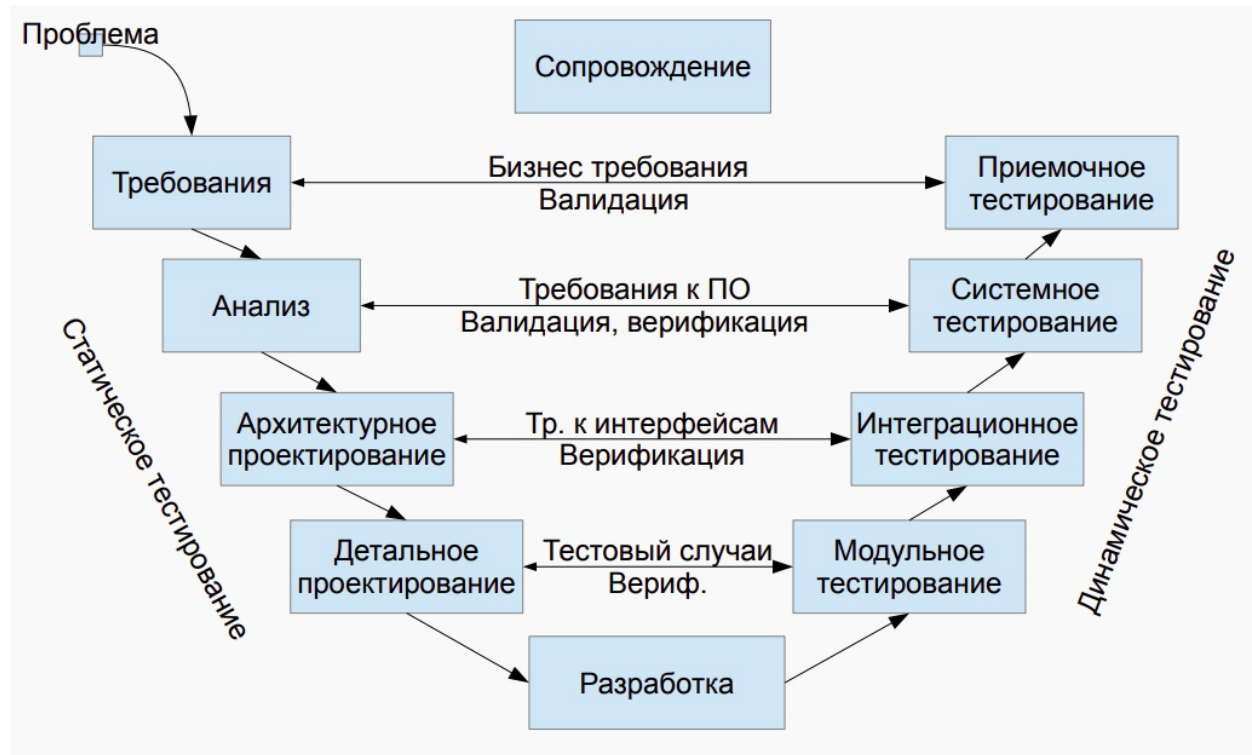 Проблема
Сопровождение
Требования
Бизнес требования
Валидация
Приемочное
тестирование
Анализ
Требования к ПО
Валидация, верификация
Системное
тестирование
Статическое тестирование
Динамическое тестирование
Архитектурное
проектирование
Тр. к интерфейсам
Верификация
Интеграционное
тестирование
Детальное
проектирование
Тестовый случаи
Вериф.
Модульное
тестирование
Разработка